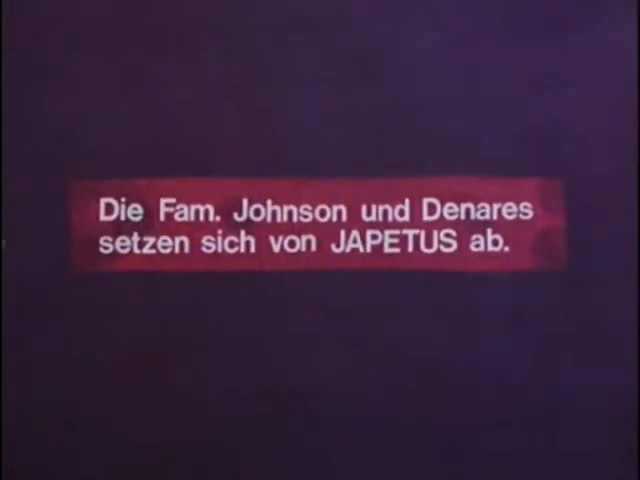 Die Fam. Johnson und Denares
setzen sich von JAPETUS ab.